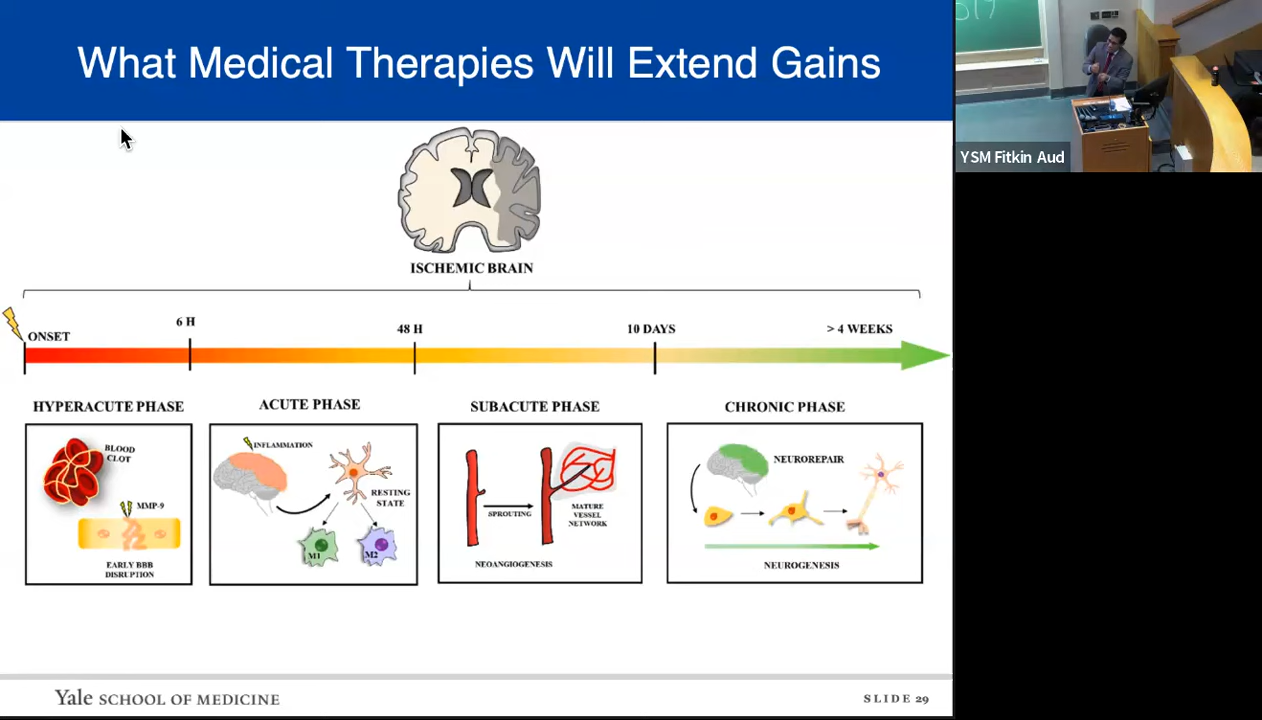 What Medical Therapies Will Extend Gains
YSM Fitkin Aud
ISCHEMIC BRAIN
ONSET
6 H
48 H
10 DAYS
> 4 WEEKS
HYPERACUTE PHASE
ACUTE PHASE
SUBACUTE PHASE
CHRONIC PHASE
BLOOD
CLOT
MMP-9
EARLY BBB
DISRUPTION
INFLAMMATION
RESTING
STATE
M1
M2
SPROUTING
MATURE
VESSEL
NETWORK
NEOANGIOGENESIS
NEUROREPAIR
NEUROGENESIS
Yale SCHOOL OF MEDICINE
SLIDE 29